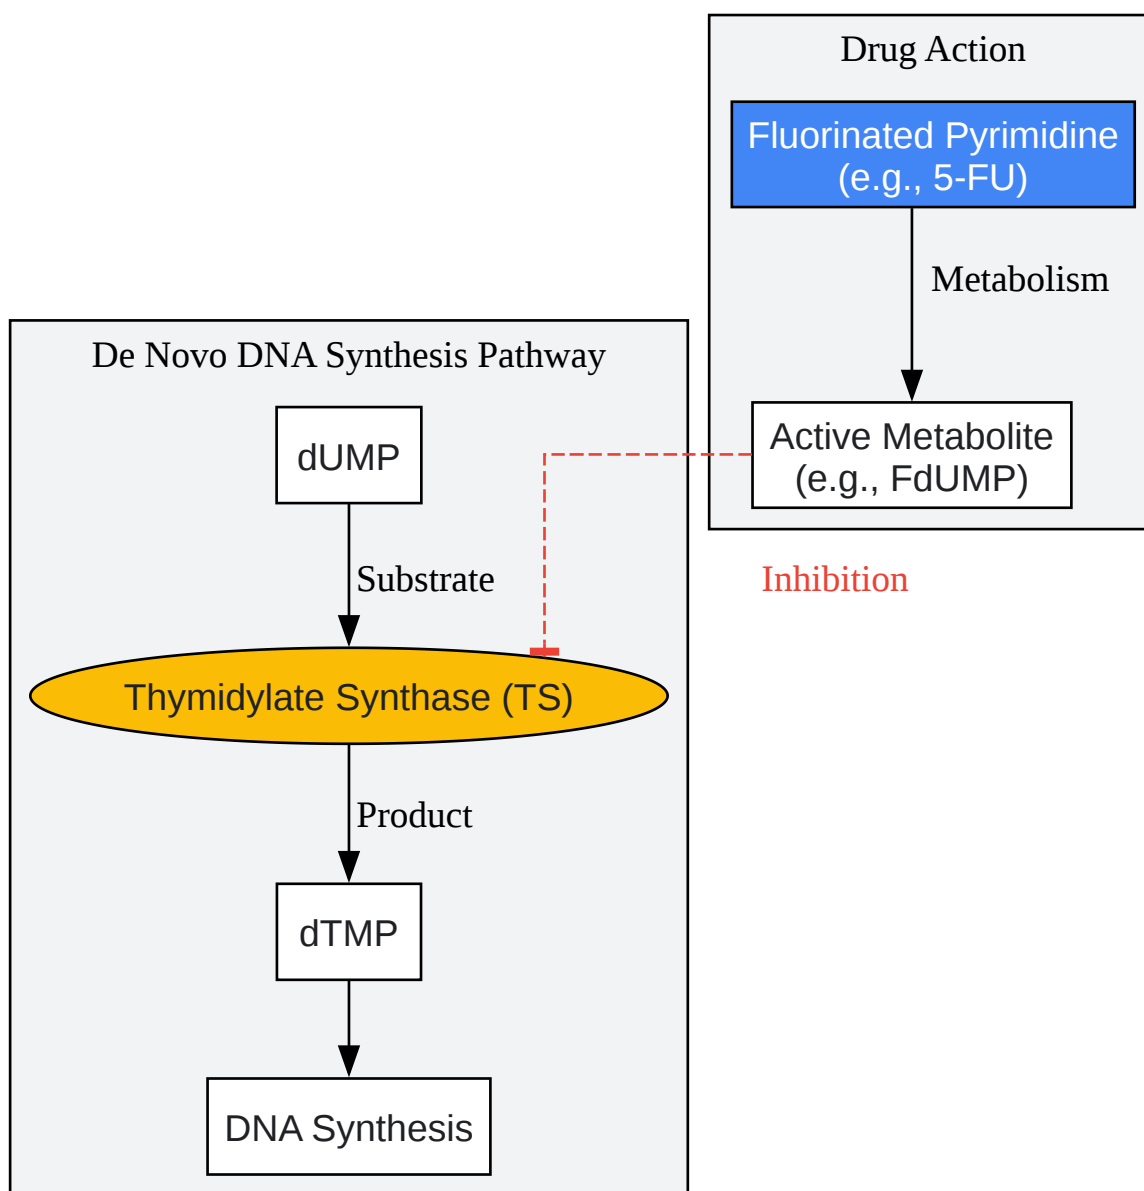 Drug Action
Fluorinated Pyrimidine
(e.g., 5-FU)
Metabolism
Active Metabolite
(e.g., FdUMP)
Inhibition
De Novo DNA Synthesis Pathway
dUMP
Substrate
Thymidylate Synthase (TS)
Product
dTMP
DNA Synthesis